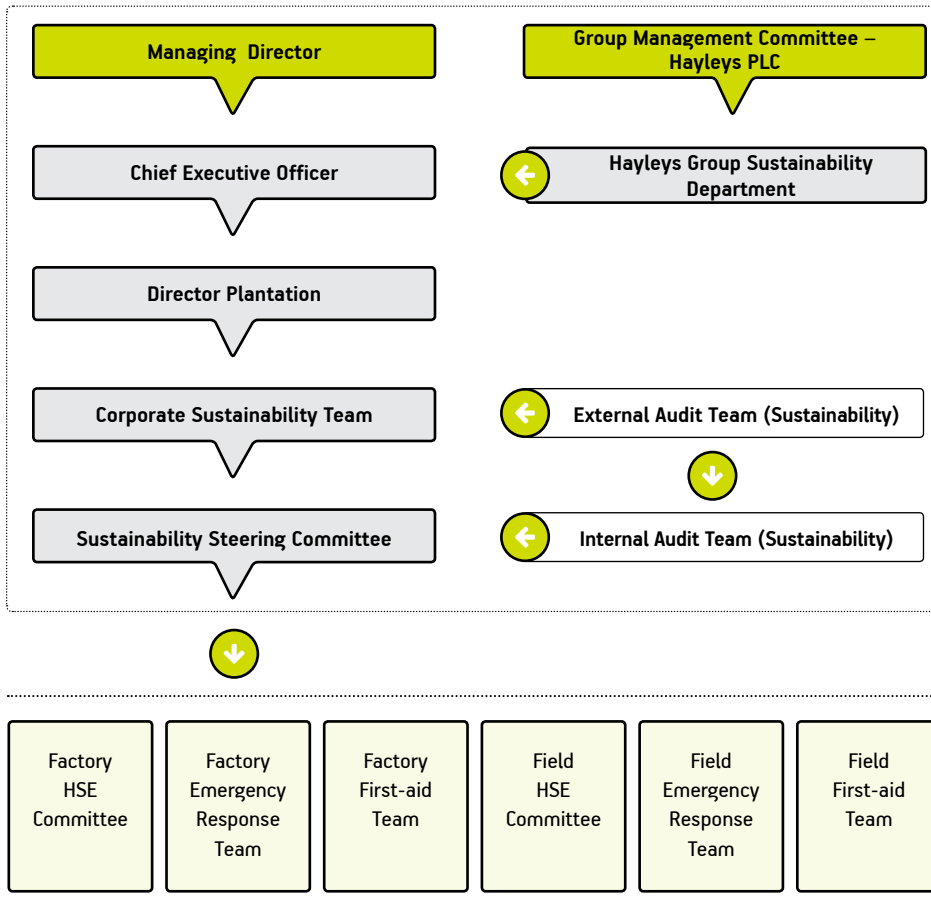 Managing Director
Group Management Committee –
Hayleys PLC
Chief Executive Officer
Hayleys Group Sustainability
Department
Director Plantation
Corporate Sustainability Team
External Audit Team (Sustainability)
Sustainability Steering Committee
Internal Audit Team (Sustainability)
Factory
HSE
Committee
Factory
Emergency
Response
Team
Factory
First-aid
Team
Field
HSE
Committee
Field
Emergency
Response
Team
Field
First-aid
Team